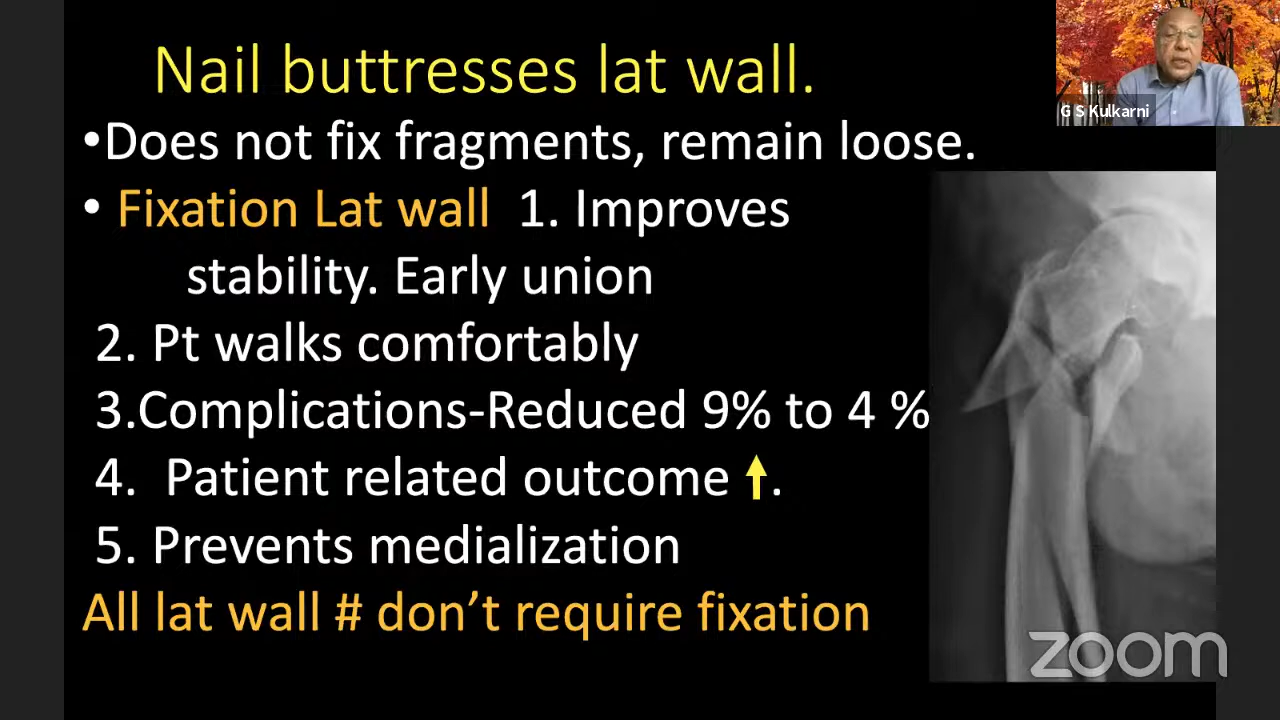 Nail buttresses lat wall.
G S Kulkarni
•Does not fix fragments, remain loose.
• Fixation Lat wall 1. Improves
stability. Early union
2. Pt walks comfortably
3.Complications-Reduced 9% to 4 %
4. Patient related outcome ↑.
5. Prevents medialization
All lat wall # don’t require fixation
zoom